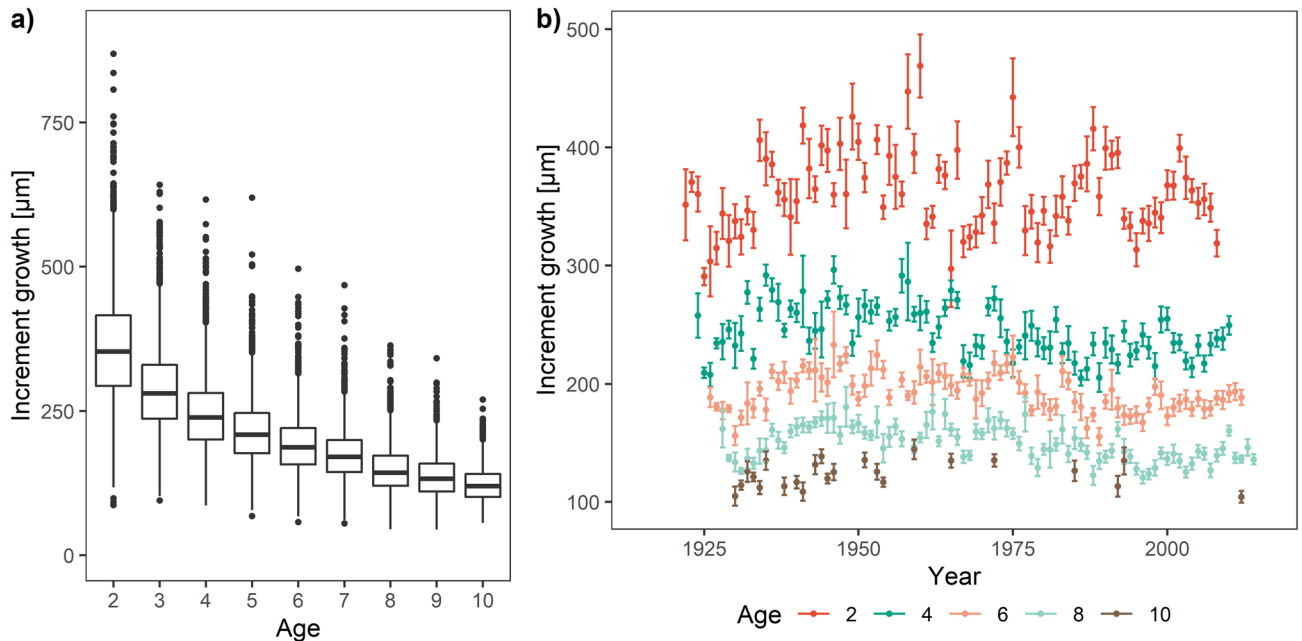 a)
Increment growth [µm]
750
500
250
0
2 3 4 5 6 7 8 9 10
Age
b)
Increment growth [µm]
500
400
300
200
100
1925 1950 1975 2000
Year
Age 2 4 6 8 10